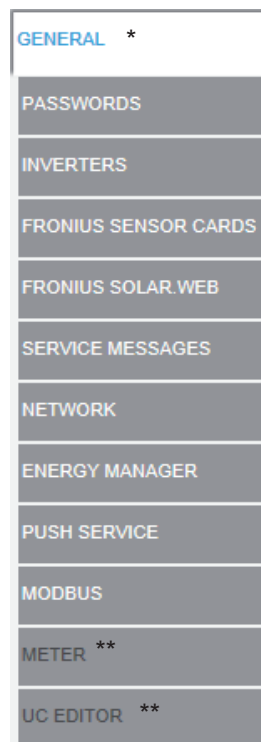 GENERAL *
PASSWORDS
INVERTERS
FRONIUS SENSOR CARDS
FRONIUS SOLAR.WEB
SERVICE MESSAGES
NETWORK
ENERGY MANAGER
PUSH SERVICE
MODBUS
METER **
UC EDITOR **